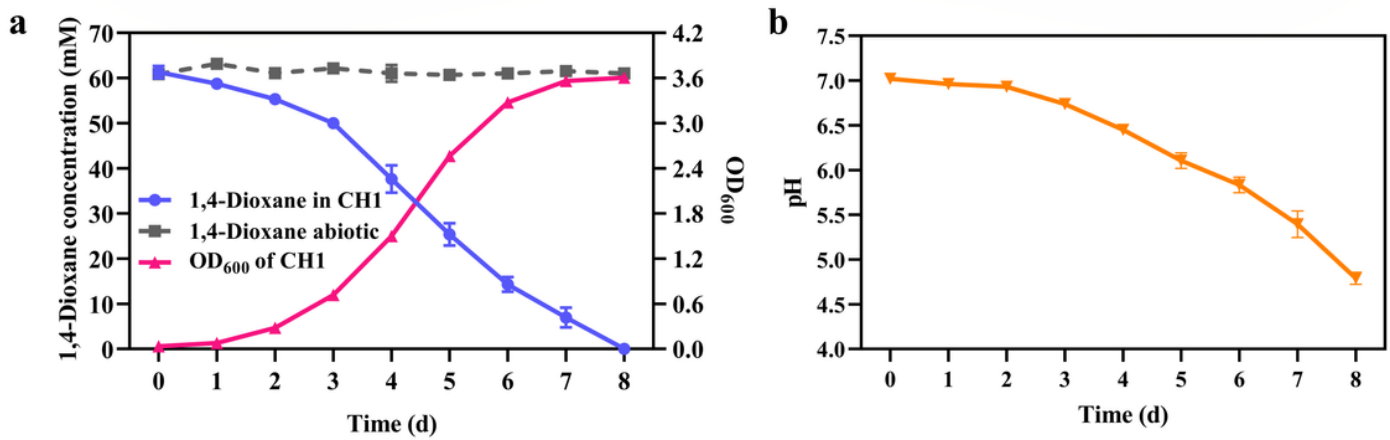 a
1,4-Dioxane concentration (mM)
70
60
50
40
30
20
10
0
1,4-Dioxane in CH1
1,4-Dioxane abiotic
OD600 of CH1
4.2
3.6
3.0
2.4
1.8
1.2
0.6
0.0
OD600
0 1 2 3 4 5 6 7 8
Time (d)
b
pH
7.5
7.0
6.5
6.0
5.5
5.0
4.5
4.0
0 1 2 3 4 5 6 7 8
Time (d)